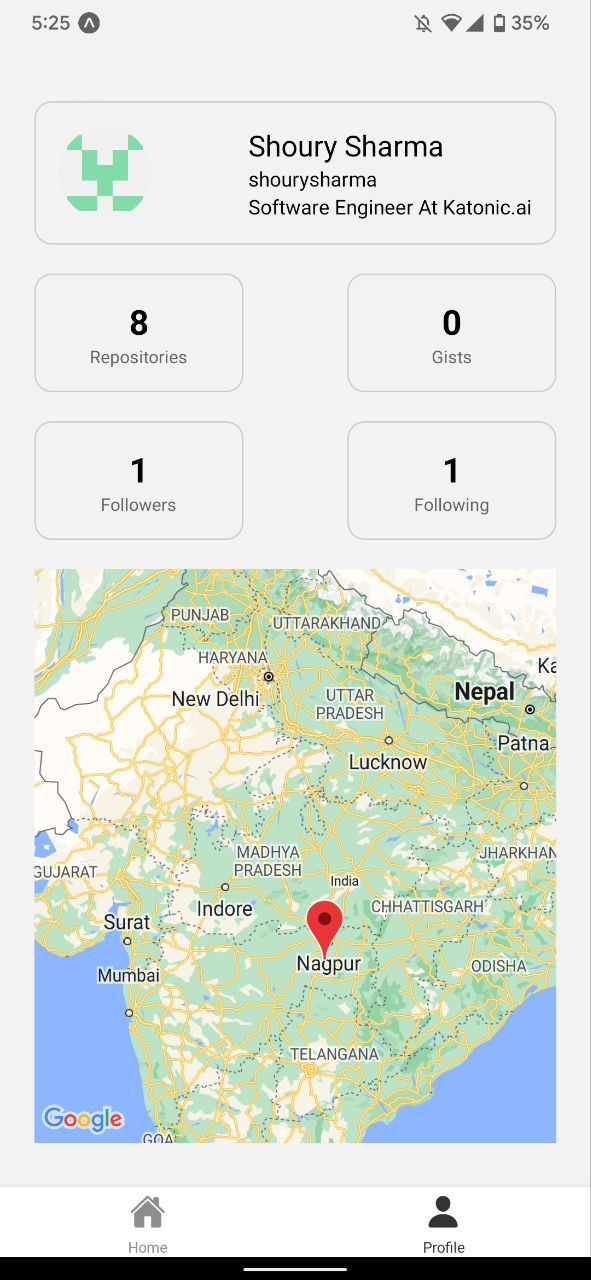 5:25
35%
Shoury Sharma
shourysharma
Software Engineer At Katonic.ai
8
Repositories
0
Gists
1
Followers
1
Following
PUNJAB
UTTARAKHAND
HARYANA
Ka
New Delhi
UTTAR
PRADESH
Nepal
Patna
Lucknow
MADHYA
PRADESH
JHARKHAN
GUJARAT
India
Indore
CHHATTISGARH
Surat
Nagpur
ODISHA
Mumbai
TELANGANA
Google
GOA
Home
Profile